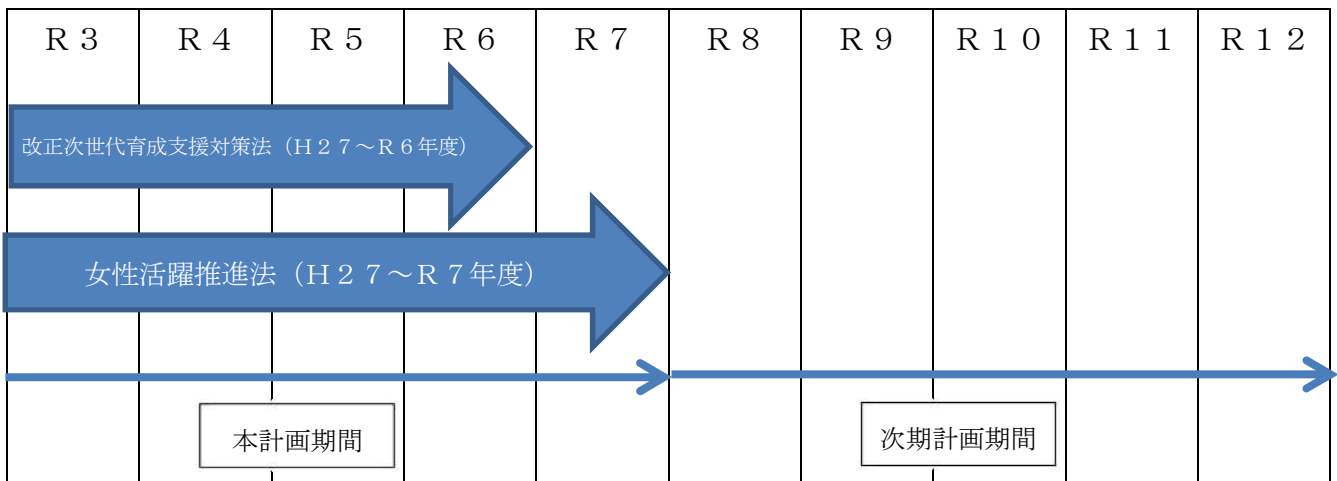 R3 R4 R5 R6 R7 R8 R9 R10 R11 R12
改正次世代育成支援対策法(H27~R6年度)
女性活躍推進法(H27~R7年度)
本計画期間 次期計画期間